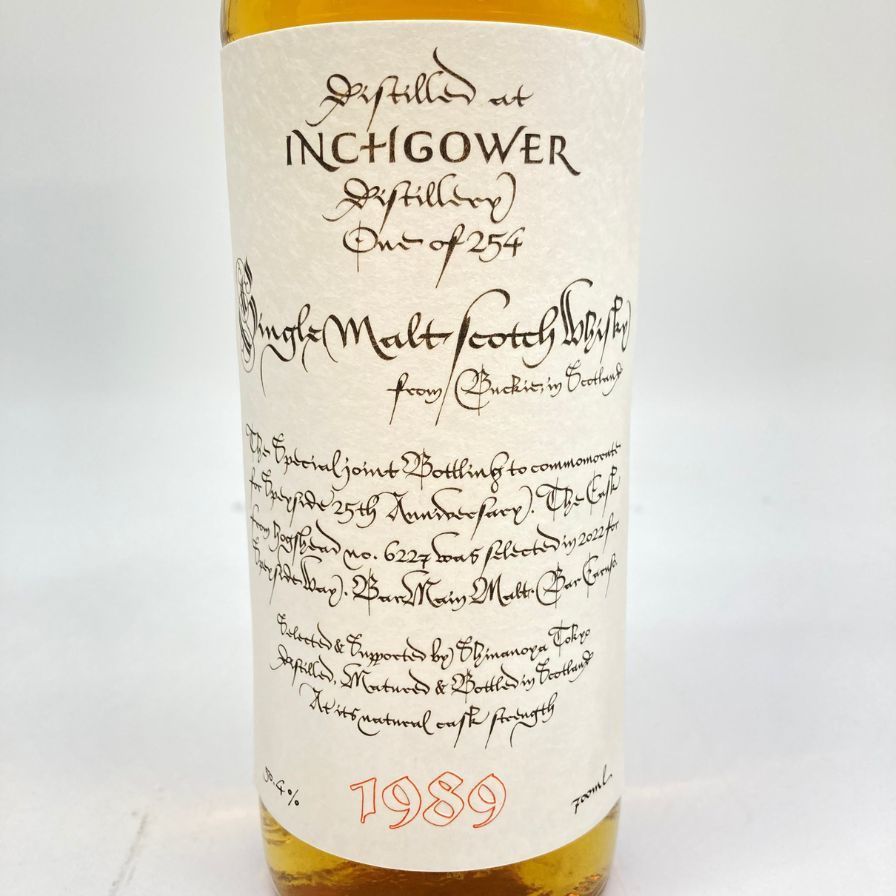 Distilled at
INCHGOWER
Distillery
One of 254
Single Malt Scotch Whisky
from Buckie, in Scotland
The Special joint Bottling to commomorate
for Speyside 25th Anniversary. The Cask
from hogshead no. 6227 was selected in 2022 for
Speyside Way. Bar Main Malt. Bar Caruso.
Selected & Supported by Shinanoya Tokyo
Distilled, Matured & Bottled in Scotland
At its natural cask strength
1989
700ml